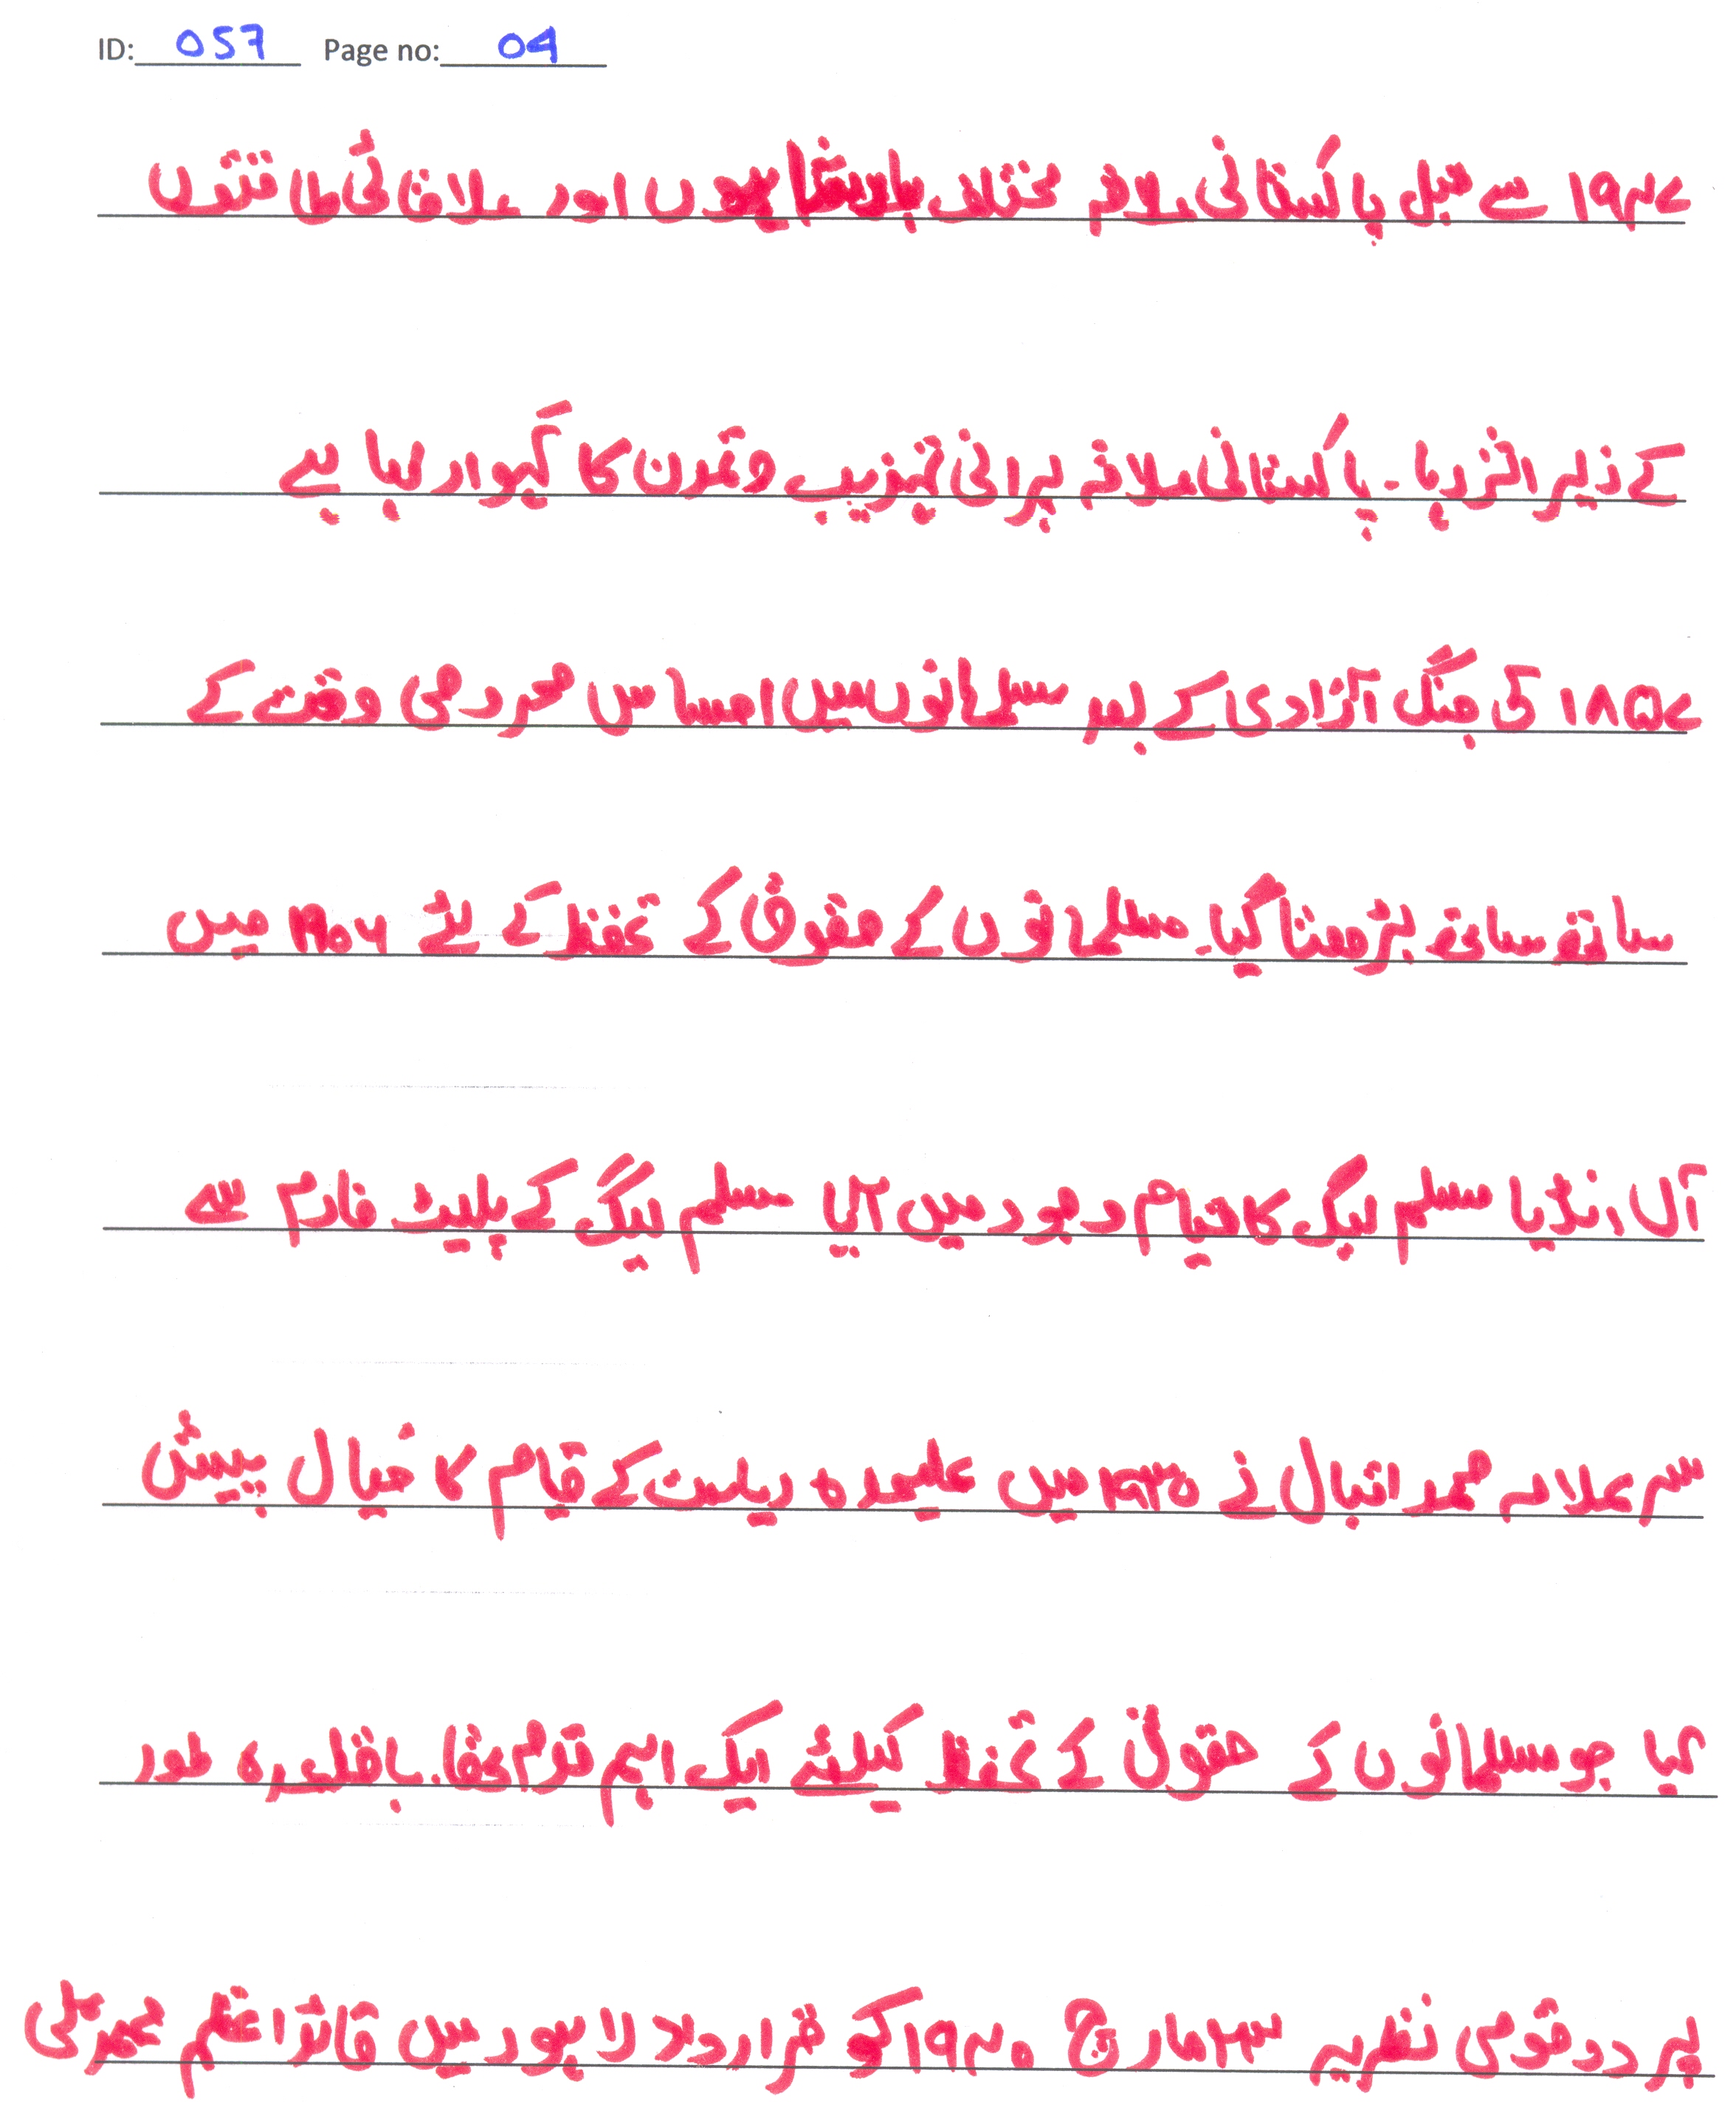 ID: 057 Page no: 04
۱۹۴۷ سے قبل پاکستانی علاقہ مختلف بادشاہوں اور علاقائی طاقتوں
کے زیر اثر رہا۔ پاکستانی علاقہ پرانی تہزیب و تمدن کا گہوار رہا ہے
۱۸۵۷ کی جنگ آزادی کے بعد مسلمانوں میں احساس محرومی وقت کے
ساتھ ساتھ بڑھتا گیا۔ مسلمانوں کے حقوق کے تحفظ کے لئے ۱۹۰۶ میں
آل انڈیا مسلم لیگ کا قیام وجود میں آیا مسلم لیگ کے پلیٹ فارم سے
سر علامہ محمد اقبال نے ۱۹۳۰ میں علیحدہ ریاست کے قیام کا خیال پیش
کیا جو مسلمانوں کے حقوق کے تحفظ کیلئے ایک اہم قدم تھا۔ باقاعدہ طور
پر دو قومی نظریہ ۲۳ مارچ ۱۹۴۰ کو قرارداد لاہور میں قائد اعظم محمد علی